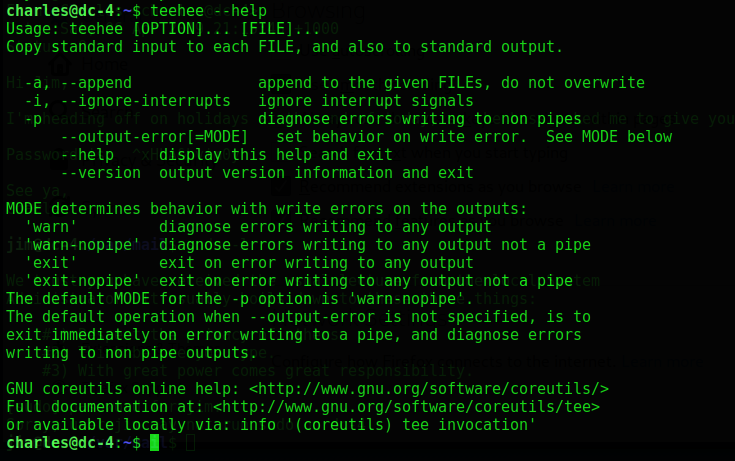 charles@dc-4:~$ teehee --help
Usage: teehee [OPTION]... [FILE]...
Copy standard input to each FILE, and also to standard output.

  -a, --append              append to the given FILEs, do not overwrite
  -i, --ignore-interrupts   ignore interrupt signals
  -p                        diagnose errors writing to non pipes
      --output-error[=MODE]   set behavior on write error.  See MODE below
      --help     display this help and exit
      --version  output version information and exit

MODE determines behavior with write errors on the outputs:
  'warn'         diagnose errors writing to any output
  'warn-nopipe'  diagnose errors writing to any output not a pipe
  'exit'         exit on error writing to any output
  'exit-nopipe'  exit on error writing to any output not a pipe
The default MODE for the -p option is 'warn-nopipe'.
The default operation when --output-error is not specified, is to
exit immediately on error writing to a pipe, and diagnose errors
writing to non pipe outputs.
#3) With great power comes great responsibility.

GNU coreutils online help: <http://www.gnu.org/software/coreutils/>
Full documentation at: <http://www.gnu.org/software/coreutils/tee>
or available locally via: info '(coreutils) tee invocation'
charles@dc-4:~$